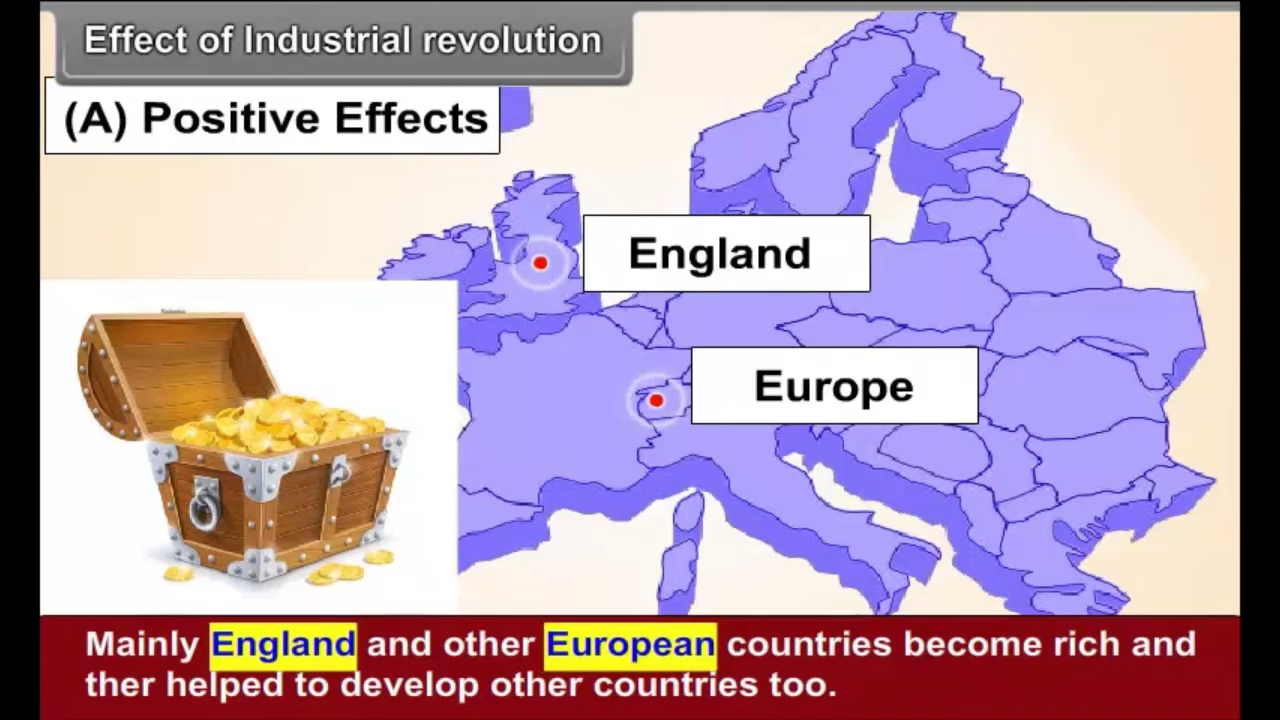 Effect of Industrial revolution
(A) Positive Effects
England
Europe
Mainly England and other European countries become rich and
ther helped to develop other countries too.